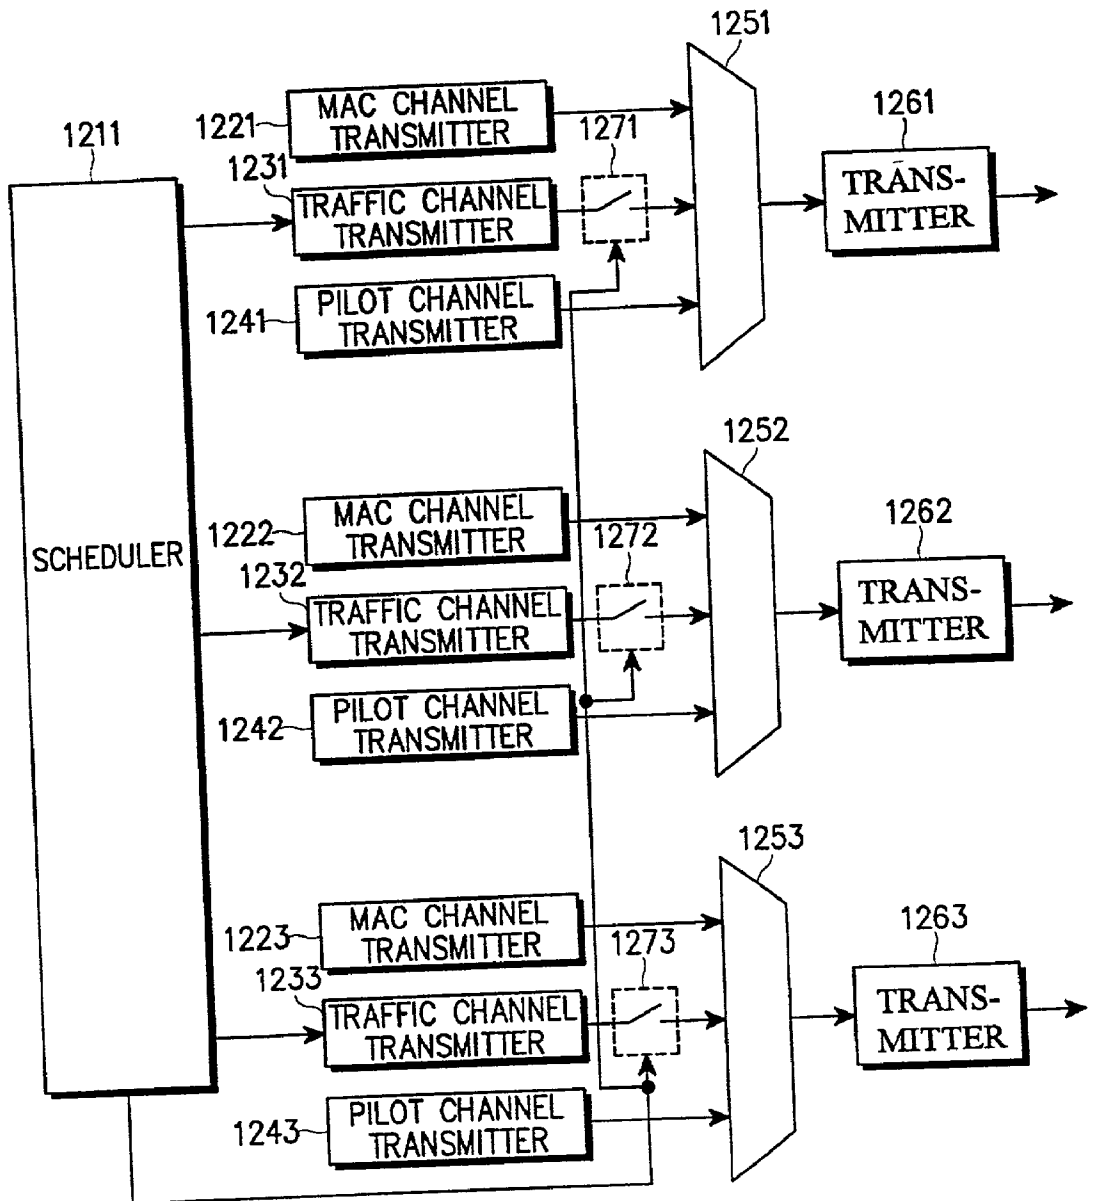 1251
1221
MAC CHANNEL
TRANSMITTER
1271
1261
1211
1231
TRAFFIC CHANNEL
TRANSMITTER
TRANS-
MITTER
1241
PILOT CHANNEL
TRANSMITTER
1252
SCHEDULER
1222
MAC CHANNEL
TRANSMITTER
1272
1262
1232
TRAFFIC CHANNEL
TRANSMITTER
TRANS-
MITTER
1242
PILOT CHANNEL
TRANSMITTER
1253
1223
MAC CHANNEL
TRANSMITTER
1273
1263
1233
TRAFFIC CHANNEL
TRANSMITTER
TRANS-
MITTER
1243
PILOT CHANNEL
TRANSMITTER